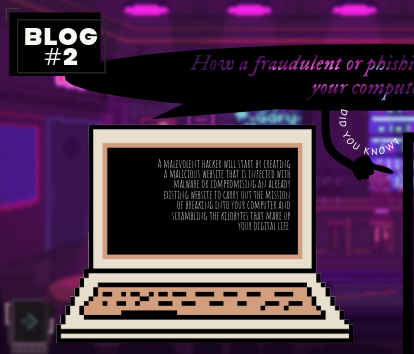 BLOG
#2
How a fraudulent or phishi
your compute
DID YOU KNOW?
A MALEVOLENT HACKER WILL START BY CREATING
A MALICIOUS WEBSITE THAT IS INFECTED WITH
MALWARE OR COMPROMISING AN ALREADY
EXISTING WEBSITE TO CARRY OUT THE MISSION
OF BREAKING INTO YOUR COMPUTER AND
SCRAMBLING THE KILOBYTES THAT MAKE UP
YOUR DIGITAL LIFE.